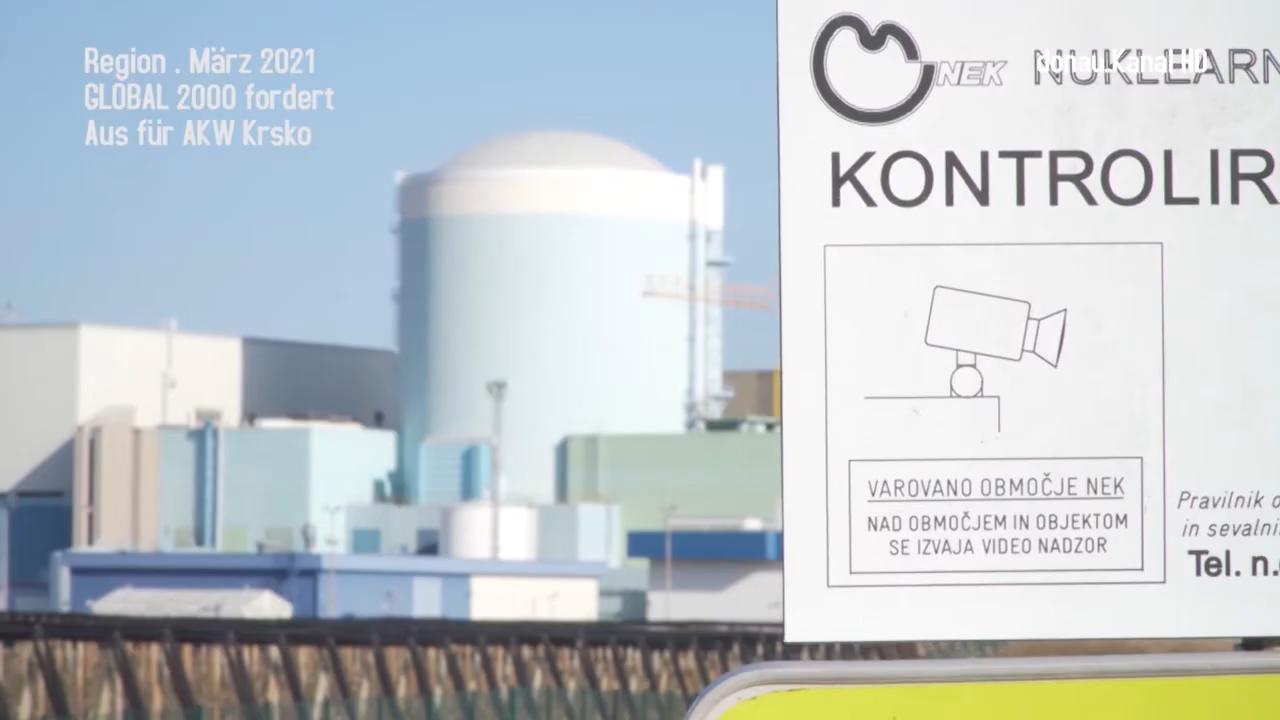 Region . März 2021
GLOBAL 2000 fordert
Aus für AKW Krsko
donau.Kanal HD
NEK NUKLEARN
KONTROLIR
VAROVANO OBMOČJE NEK
NAD OBMOČJEM IN OBJEKTOM
SE IZVAJA VIDEO NADZOR
Pravilnik o
in sevalni
Tel. n.